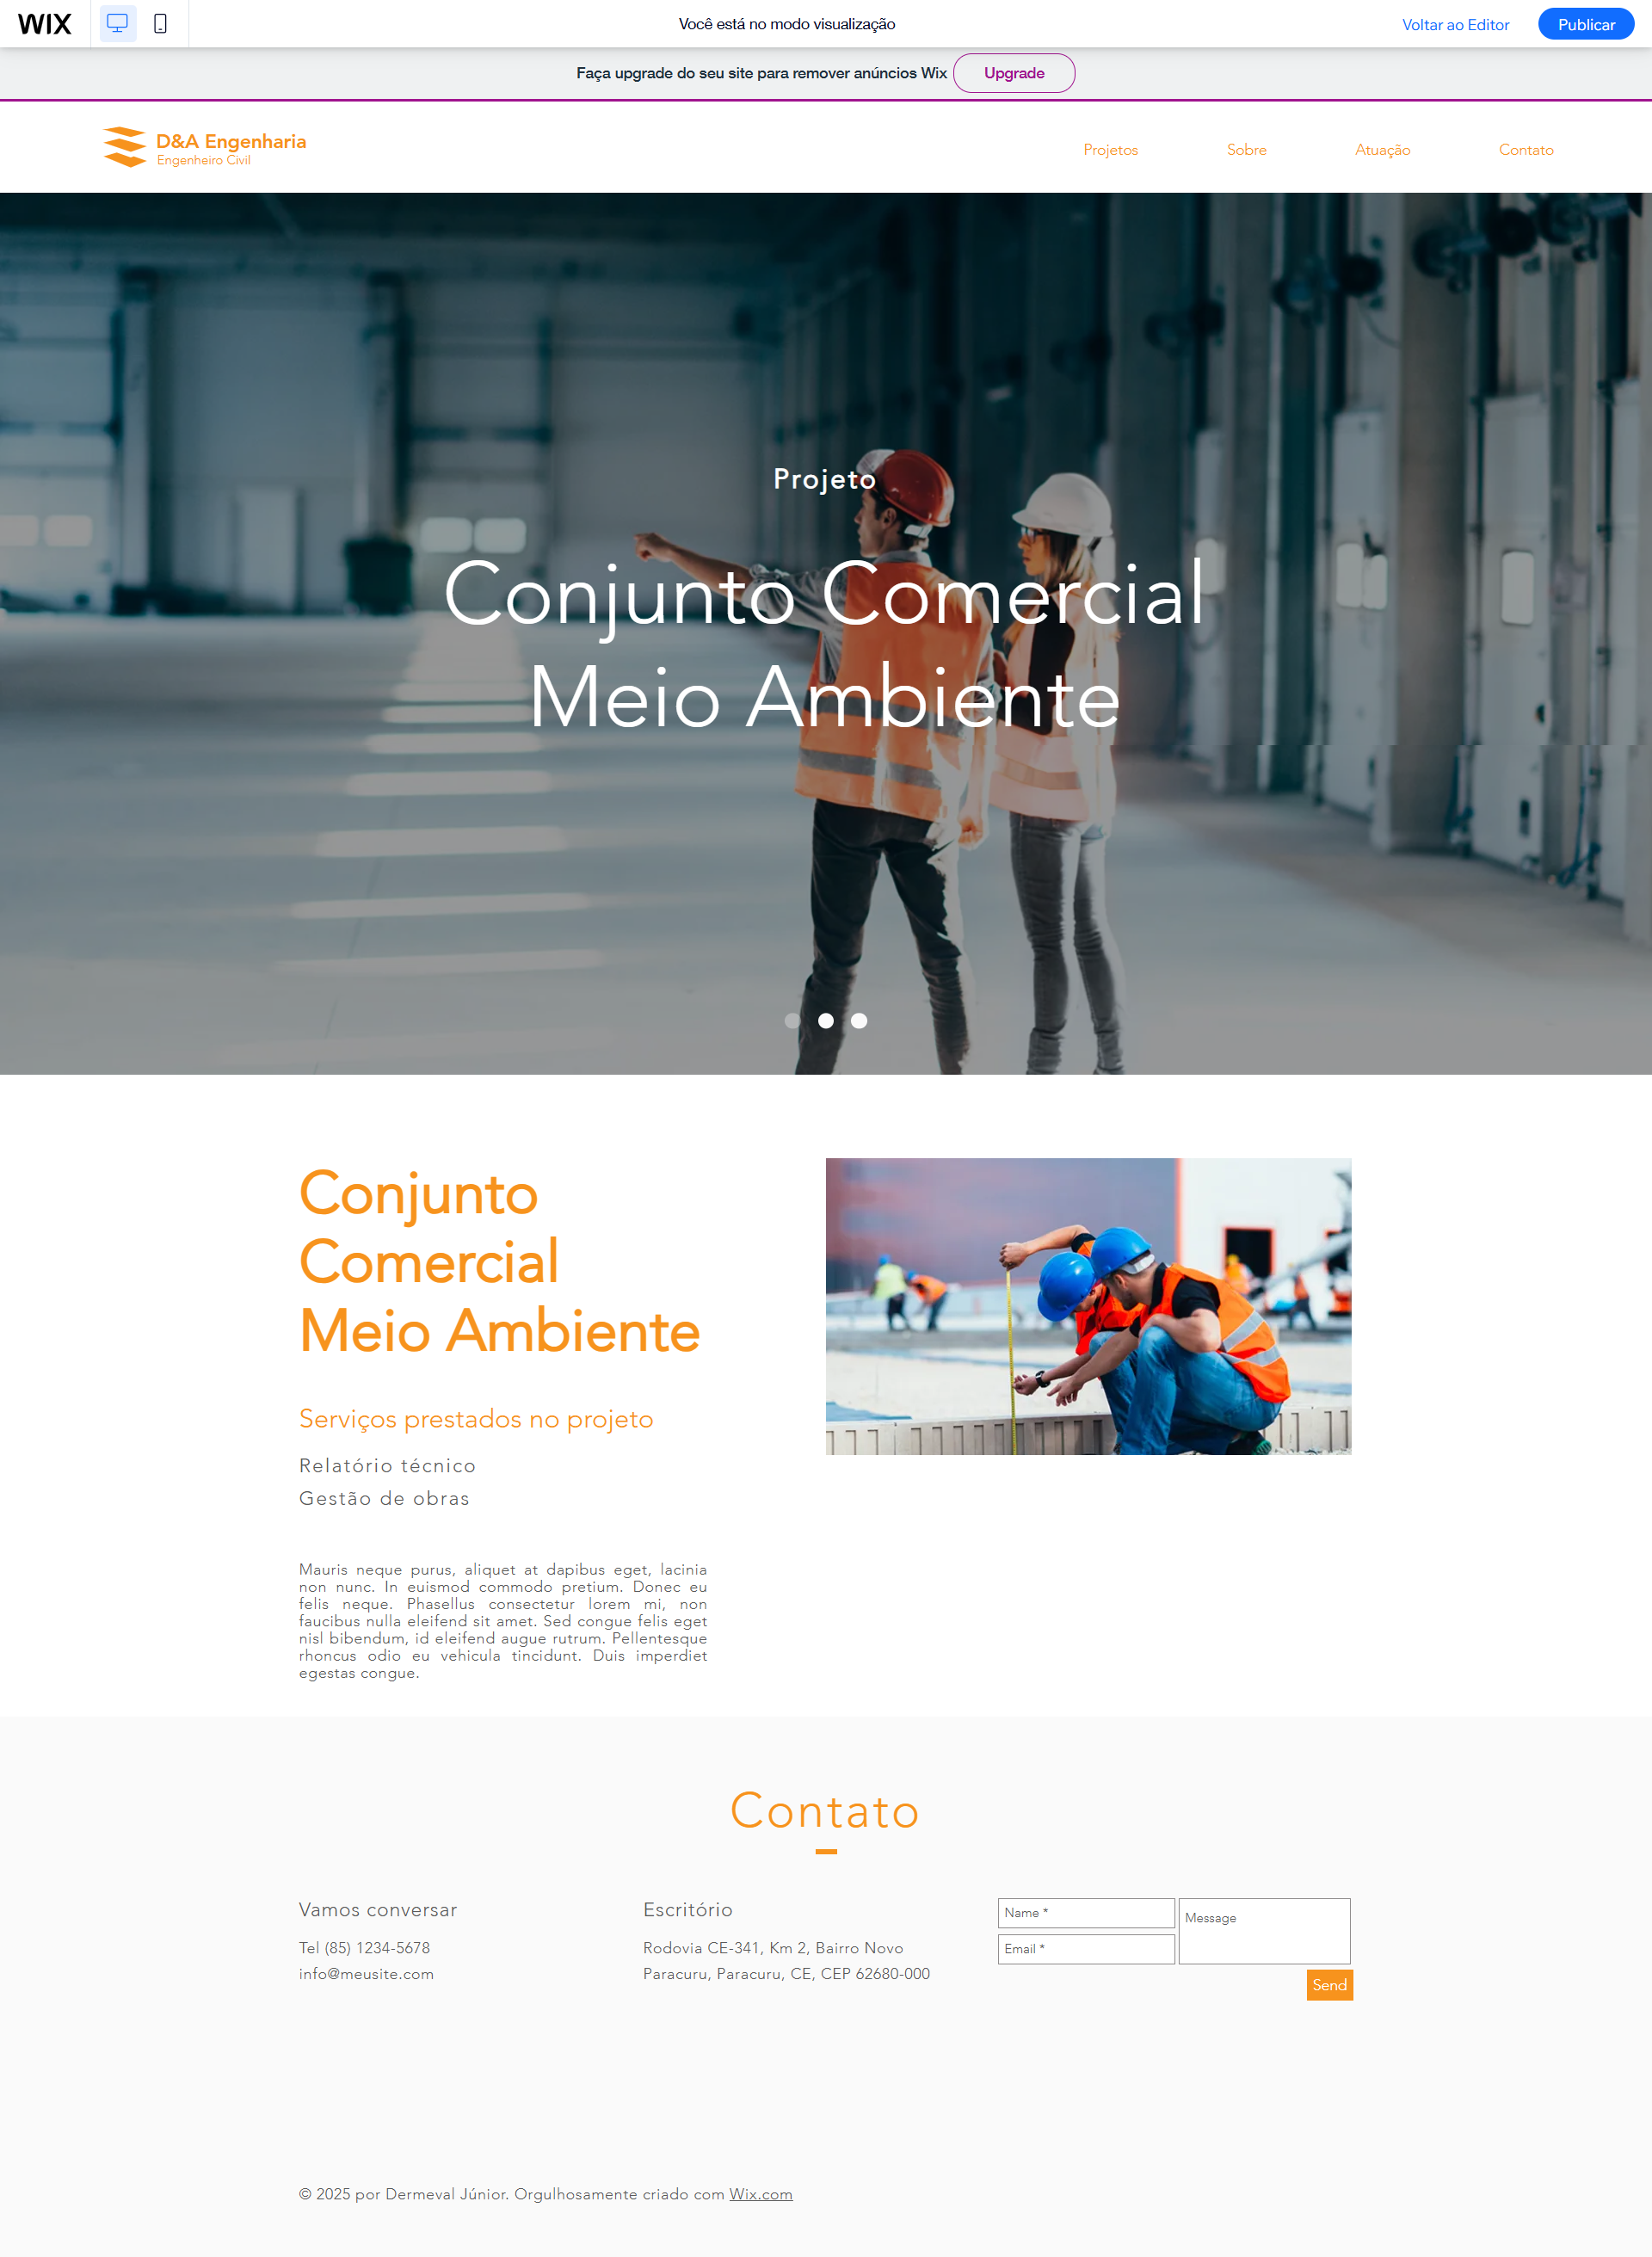 WIX
Você está no modo visualização
Voltar ao Editor
Publicar
Faça upgrade do seu site para remover anúncios Wix
Upgrade
D&A Engenharia
Engenheiro Civil
Projetos
Sobre
Atuação
Contato
Projeto
Conjunto Comercial
Meio Ambiente
Conjunto
Comercial
Meio Ambiente
Serviços prestados no projeto
Relatório técnico
Gestão de obras
Mauris neque purus, aliquet at dapibus eget, lacinia
non nunc. In euismod commodo pretium. Donec eu
felis neque. Phasellus consectetur lorem mi, non
faucibus nulla eleifend sit amet. Sed congue felis eget
nisl bibendum, id eleifend augue rutrum. Pellentesque
rhoncus odio eu vehicula tincidunt. Duis imperdiet
egestas congue.
Contato
Vamos conversar
Tel (85) 1234-5678
info@meusite.com
Escritório
Rodovia CE-341, Km 2, Bairro Novo
Paracuru, Paracuru, CE, CEP 62680-000
Name *
Email *
Message
Send
© 2025 por Dermeval Júnior. Orgulhosamente criado com Wix.com